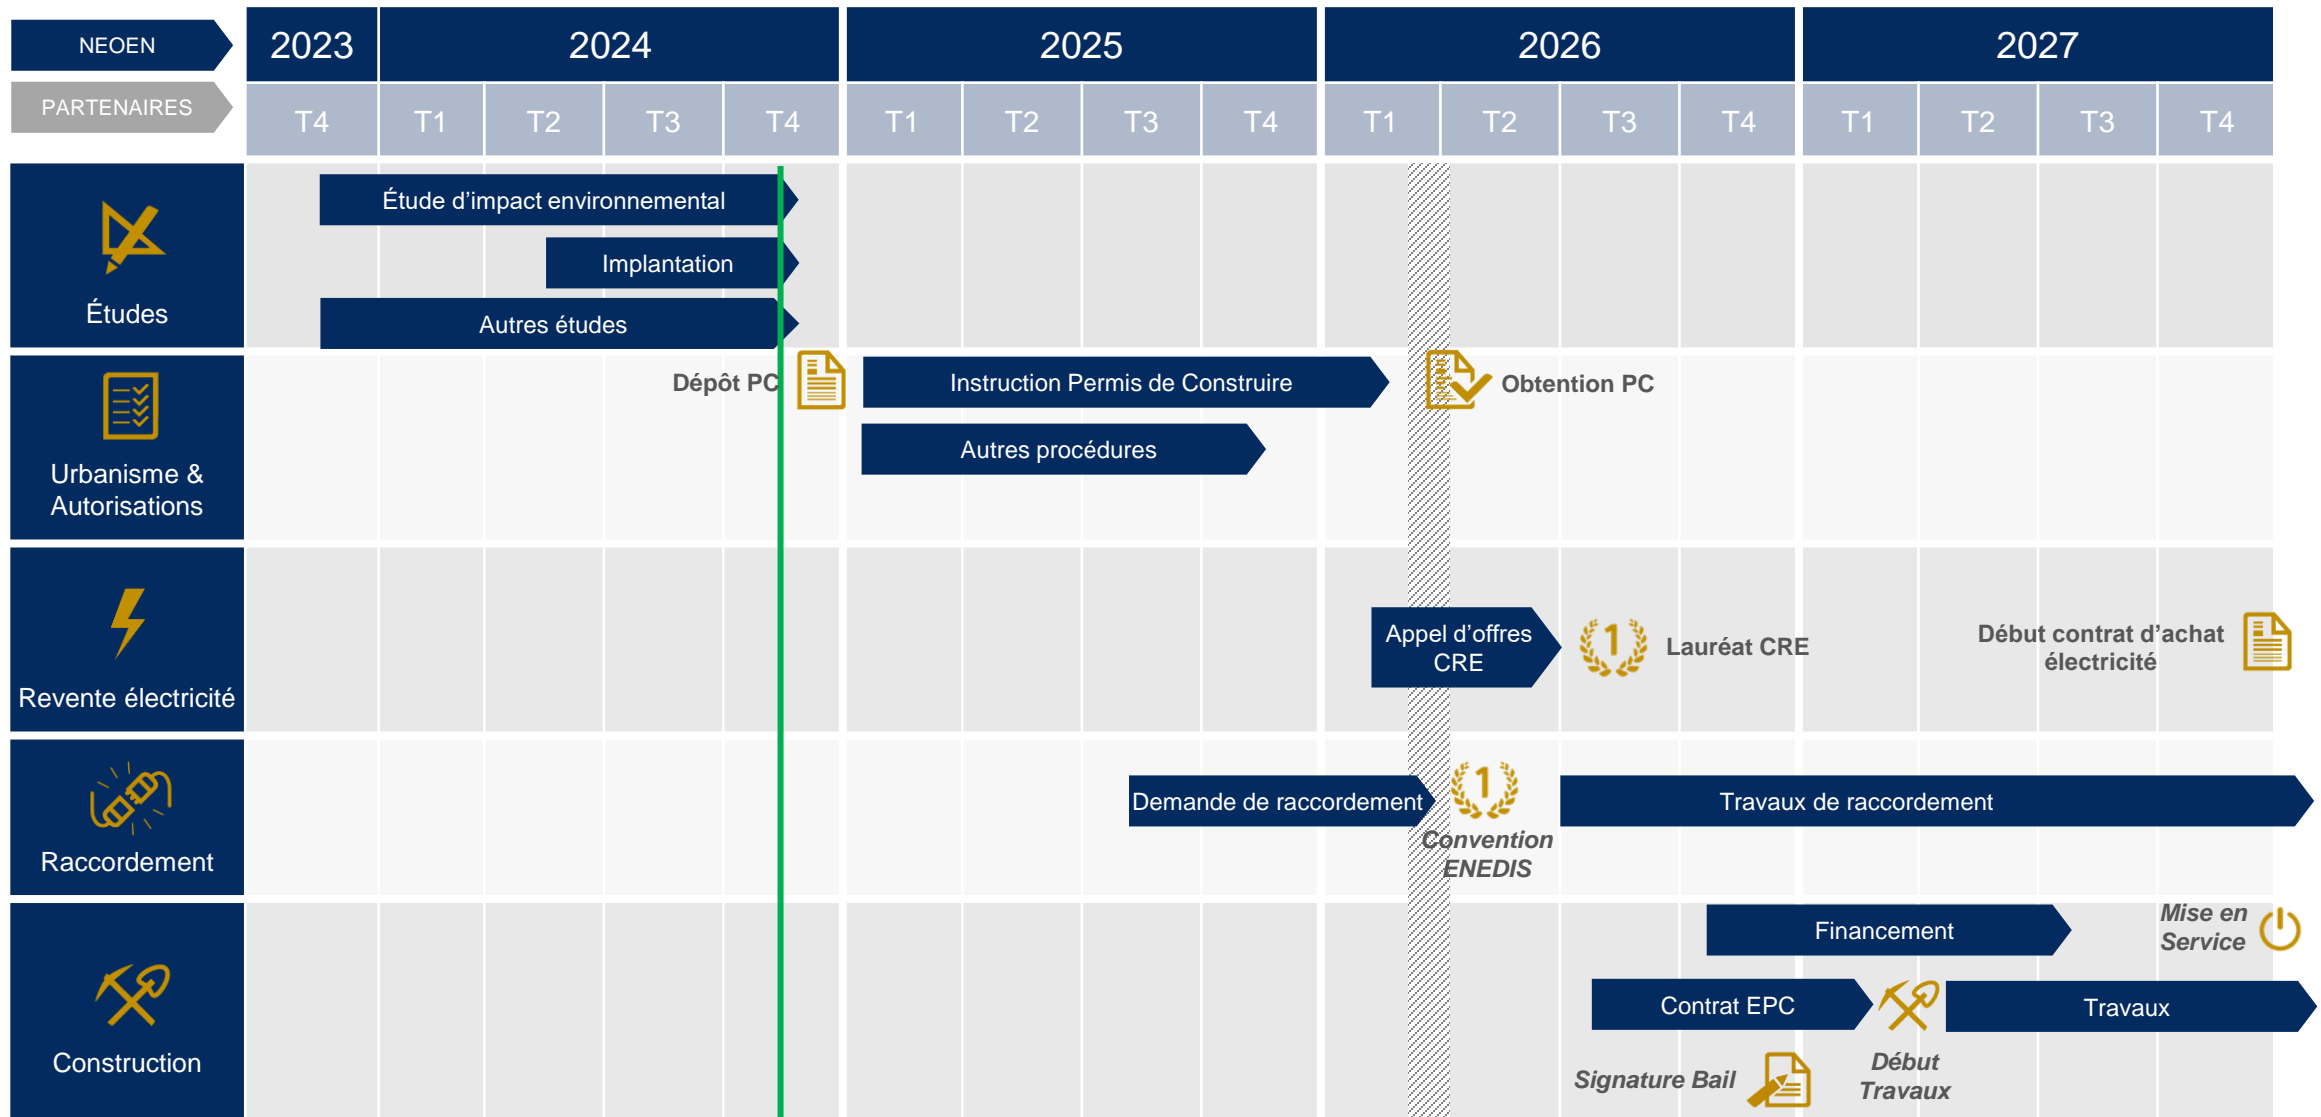 NEOEN
PARTENAIRES
2023
2024
2025
2026
2027
T4
T1
T2
T3
T4
T1
T2
T3
T4
T1
T2
T3
T4
T1
T2
T3
T4
Études
Étude d’impact environnemental
Implantation
Autres études
Urbanisme &
Autorisations
Dépôt PC
Instruction Permis de Construire
Obtention PC
Autres procédures
Revente électricité
Appel d’offres
CRE
1
Lauréat CRE
Début contrat d’achat
électricité
Raccordement
Demande de raccordement
1
Convention
ENEDIS
Travaux de raccordement
Construction
Financement
Mise en
Service
Contrat EPC
Début
Travaux
Travaux
Signature Bail